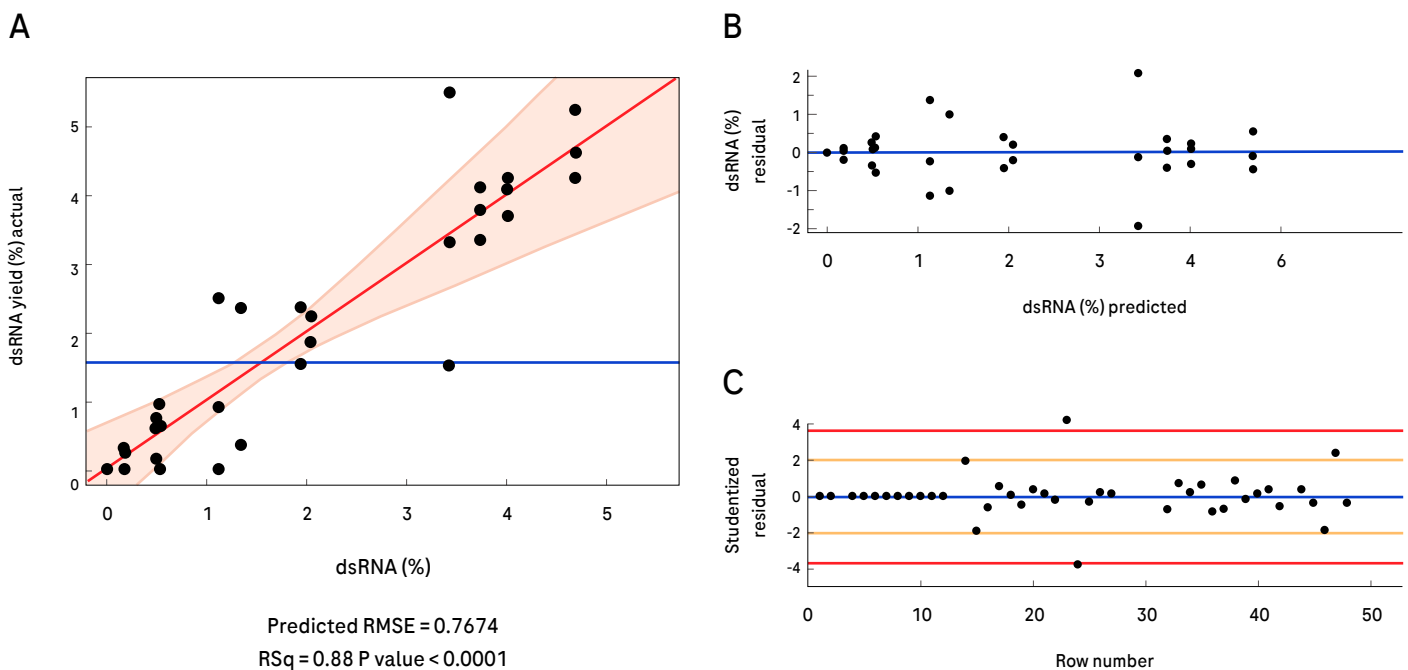 A
dsRNA yield (%) actual
5
4
3
2
1
0
0 1 2 3 4 5
dsRNA (%)
Predicted RMSE = 0.7674
RSq = 0.88 P value < 0.0001
B
dsRNA (%)
residual
2
1
0
-1
-2
0 1 2 3 4 6
dsRNA (%) predicted
C
Studentized
residual
4
2
0
-2
-4
0 10 20 30 40 50
Row number